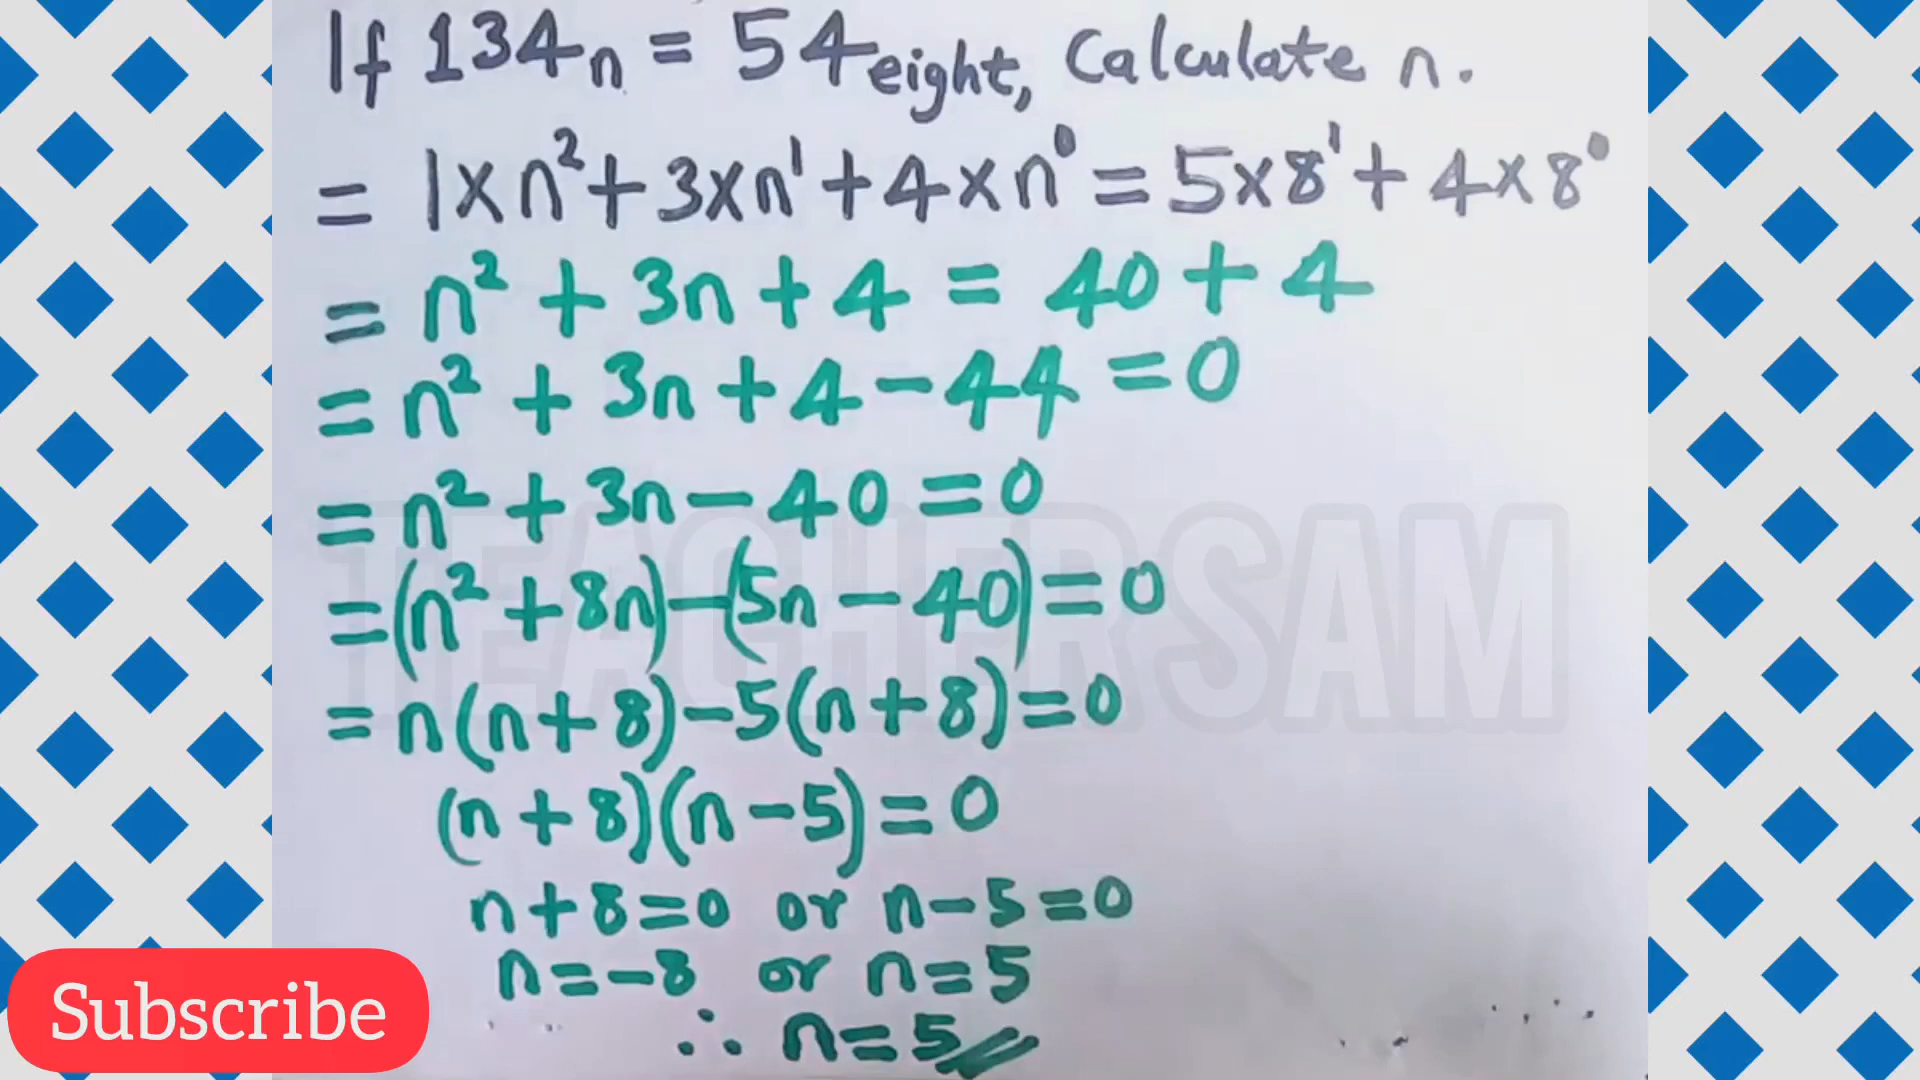 If 134ₙ = 54eight, Calculate n.
= 1×n²+3×n¹+4×n⁰ = 5×8¹+4×8⁰
= n² + 3n + 4 = 40 + 4
= n² + 3n + 4 - 44 = 0
= n² + 3n - 40 = 0
= (n² + 8n) - (5n - 40) = 0
= n(n+8) - 5(n+8) = 0
(n+8)(n-5) = 0
n+8=0 or n-5=0
n=-8 or n=5
∴ n=5
TEACHER SAM
Subscribe